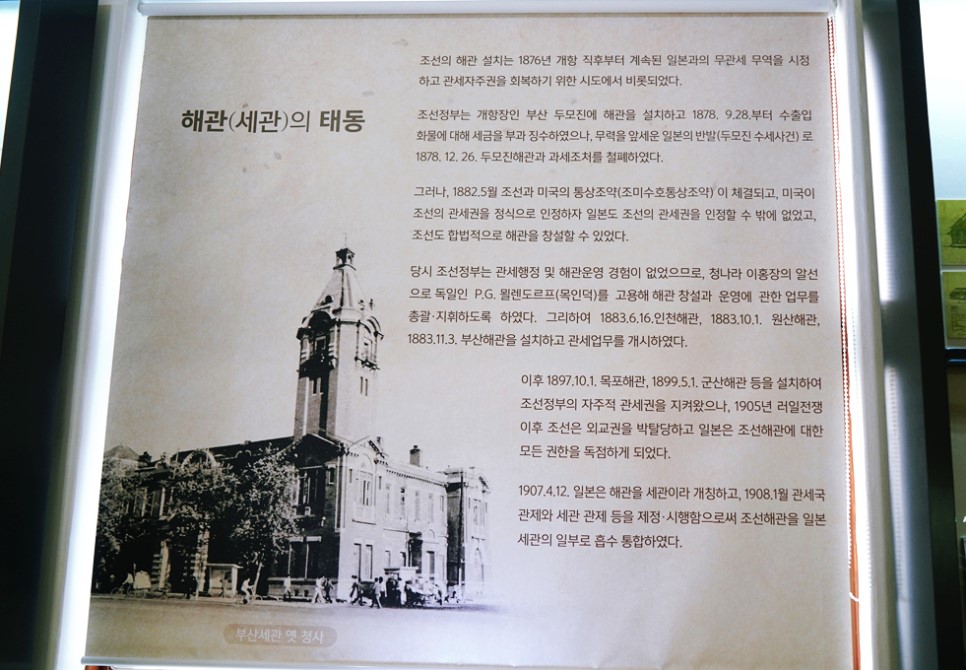 해관(세관)의 태동
조선의 해관 설치는 1876년 개항 직후부터 계속된 일본과의 무관세 무역을 시정
하고 관세자주권을 회복하기 위한 시도에서 비롯되었다.
조선정부는 개항장인 부산 두모진에 해관을 설치하고 1878. 9.28.부터 수출입
화물에 대해 세금을 부과 징수하였으나, 무력을 앞세운 일본의 반발(두모진 수세사건) 로
1878. 12. 26. 두모진해관과 과세조처를 철폐하였다.
그러나, 1882.5월 조선과 미국의 통상조약(조미수호통상조약) 이 체결되고, 미국이
조선의 관세권을 정식으로 인정하자 일본도 조선의 관세권을 인정할 수 밖에 없었고,
조선도 합법적으로 해관을 창설할 수 있었다.
당시 조선정부는 관세행정 및 해관운영 경험이 없었으므로, 청나라 이홍장의 알선
으로 독일인 P.G. 묄렌도르프(목인덕)를 고용해 해관 창설과 운영에 관한 업무를
총괄·지휘하도록 하였다. 그리하여 1883.6.16.인천해관, 1883.10.1. 원산해관,
1883.11.3. 부산해관을 설치하고 관세업무를 개시하였다.
이후 1897.10.1. 목포해관, 1899.5.1. 군산해관 등을 설치하여
조선정부의 자주적 관세권을 지켜왔으나, 1905년 러일전쟁
이후 조선은 외교권을 박탈당하고 일본은 조선해관에 대한
모든 권한을 독점하게 되었다.
1907.4.12. 일본은 해관을 세관이라 개칭하고, 1908.1월 관세국
관제와 세관 관제 등을 제정·시행함으로써 조선해관을 일본
세관의 일부로 흡수 통합하였다.
부산세관 옛 청사